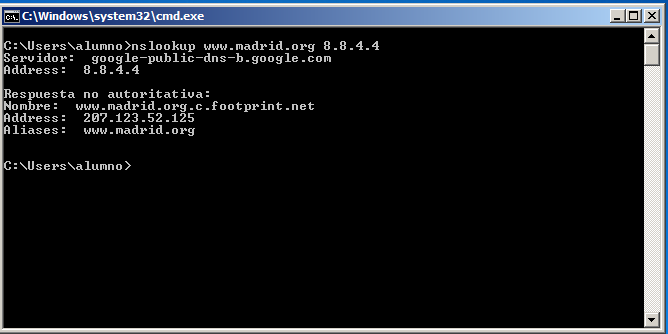 C:\Windows\system32\cmd.exe
C:\Users\alumno>nslookup www.madrid.org 8.8.4.4
Servidor:  google-public-dns-b.google.com
Address:  8.8.4.4
Respuesta no autoritativa:
Nombre:  www.madrid.org.c.footprint.net
Address:  207.123.52.125
Aliases:  www.madrid.org
C:\Users\alumno>